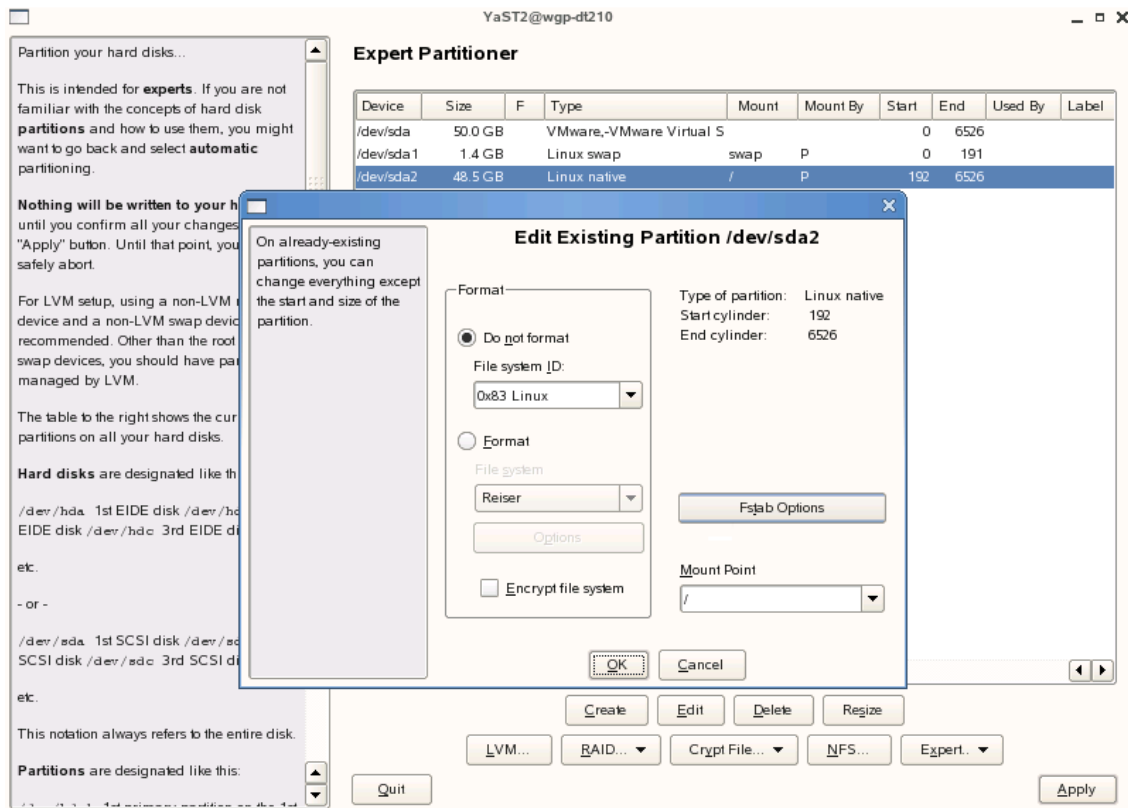 YaST2@wgp-dt210
Partition your hard disks...
This is intended for experts. If you are not
familiar with the concepts of hard disk
partitions and how to use them, you might
want to go back and select automatic
partitioning.
Nothing will be written to your h
until you confirm all your changes
"Apply" button. Until that point, you
safely abort.
For LVM setup, using a non-LVM
device and a non-LVM swap devic
recommended. Other than the root
swap devices, you should have par
managed by LVM.
The table to the right shows the cur
partitions on all your hard disks.
Hard disks are designated like th
/dev/hda 1st EIDE disk /dev/hd
EIDE disk /dev/hdc 3rd EIDE di
etc.
- or -
/dev/sda 1st SCSI disk /dev/sd
SCSI disk /dev/sdc 3rd SCSI di
etc.
This notation always refers to the entire disk.
Partitions are designated like this:
Expert Partitioner
Device Size F Type Mount Mount By Start End Used By Label
/dev/sda 50.0 GB VMware,-VMware Virtual S 0 6526
/dev/sda1 1.4 GB Linux swap swap P 0 191
/dev/sda2 48.5 GB Linux native / P 192 6526
On already-existing
partitions, you can
change everything except
the start and size of the
partition.
Edit Existing Partition /dev/sda2
Format
Do not format
File system ID:
0x83 Linux
Format
File system
Reiser
Options
Encrypt file system
Type of partition: Linux native
Start cylinder: 192
End cylinder: 6526
Fstab Options
Mount Point
/
OK Cancel
Create Edit Delete Resize
LVM... RAID... Crypt File... NFS... Expert..
Quit Apply